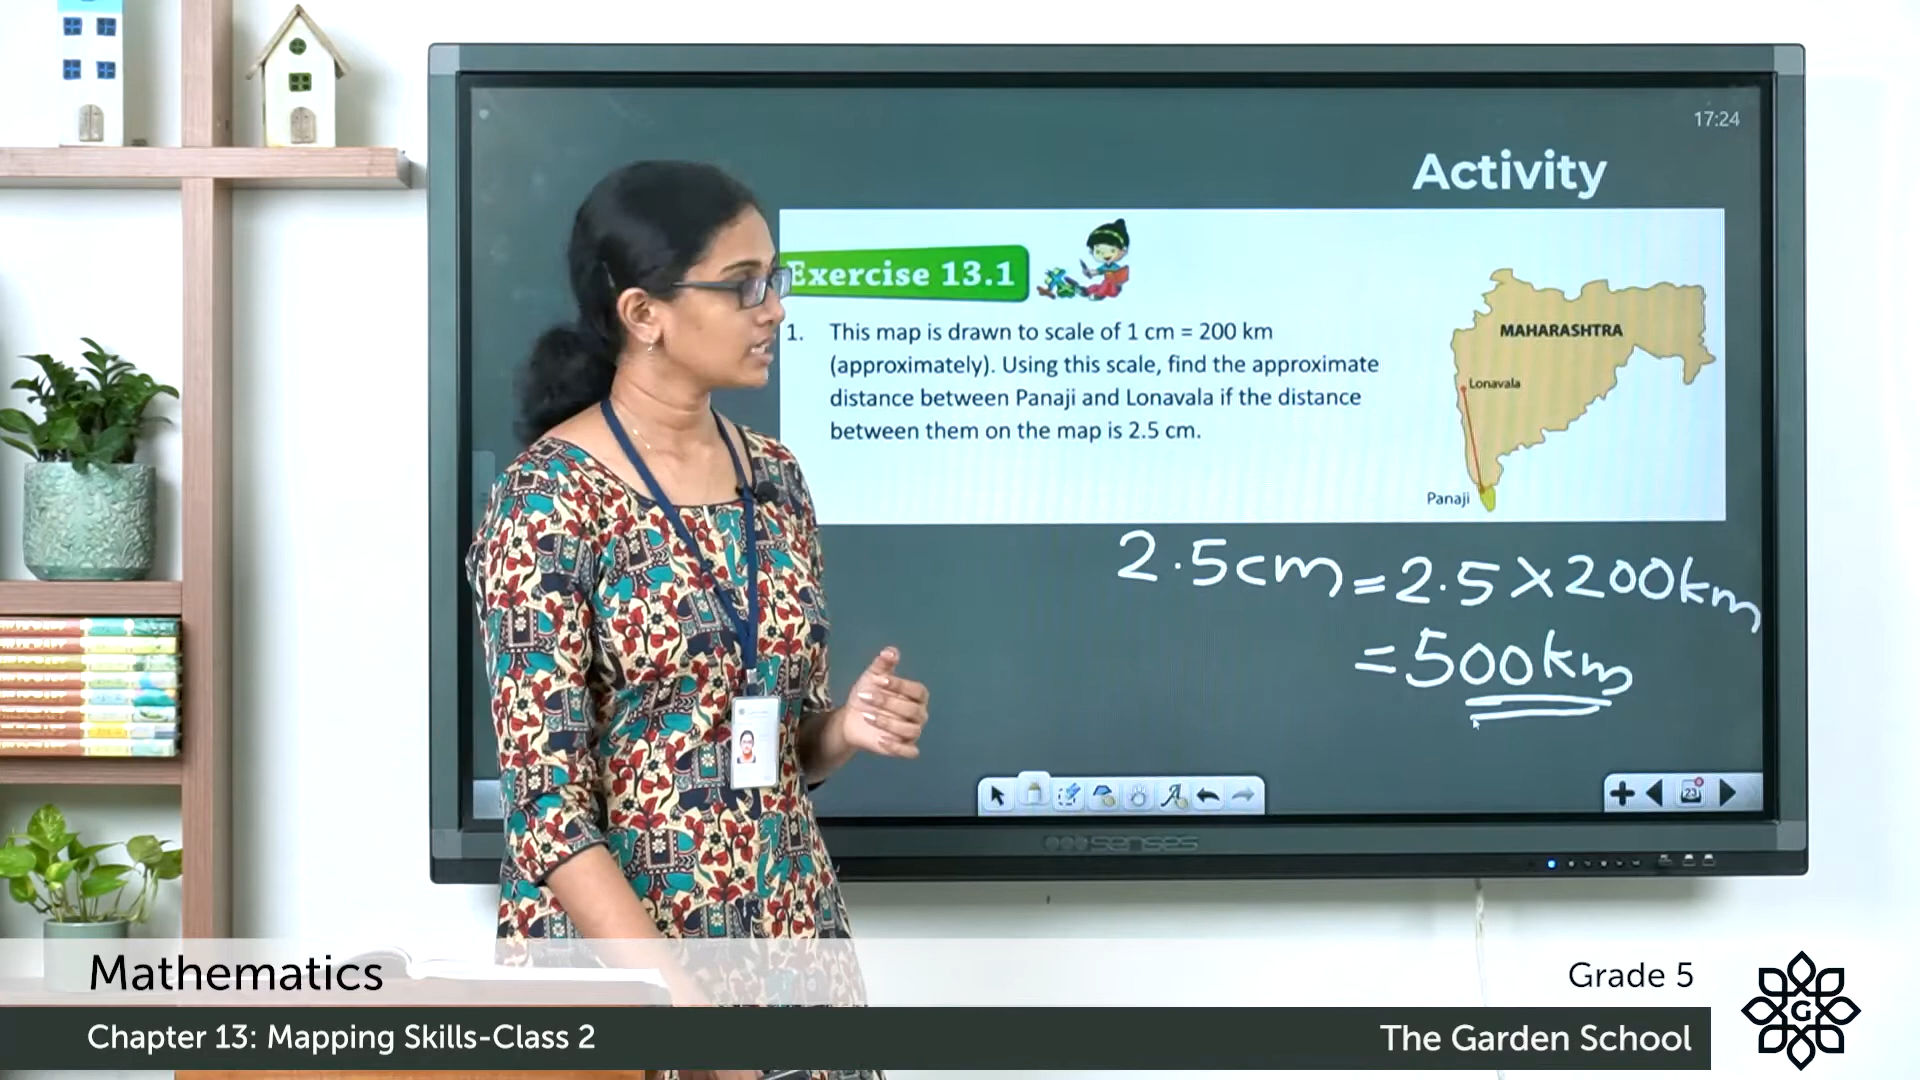 17:24
Activity
Exercise 13.1
1. This map is drawn to scale of 1 cm = 200 km
(approximately). Using this scale, find the approximate
distance between Panaji and Lonavala if the distance
between them on the map is 2.5 cm.
MAHARASHTRA
Lonavala
Panaji
2.5cm = 2.5 × 200km
= 500km
23
senses
Mathematics
Grade 5
Chapter 13: Mapping Skills-Class 2
The Garden School
G